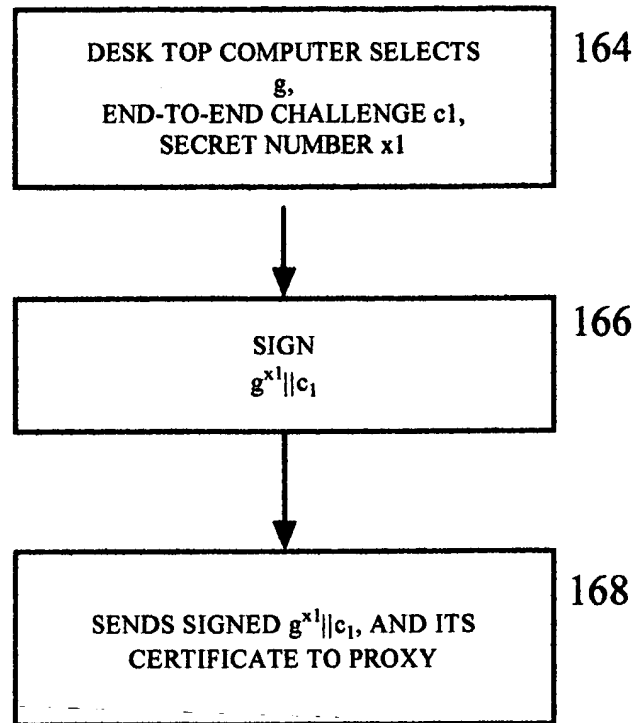 DESK TOP COMPUTER SELECTS
g,
END-TO-END CHALLENGE c1,
SECRET NUMBER x1
164
SIGN
g^x1||c₁
166
SENDS SIGNED g^x1||c₁, AND ITS
CERTIFICATE TO PROXY
168